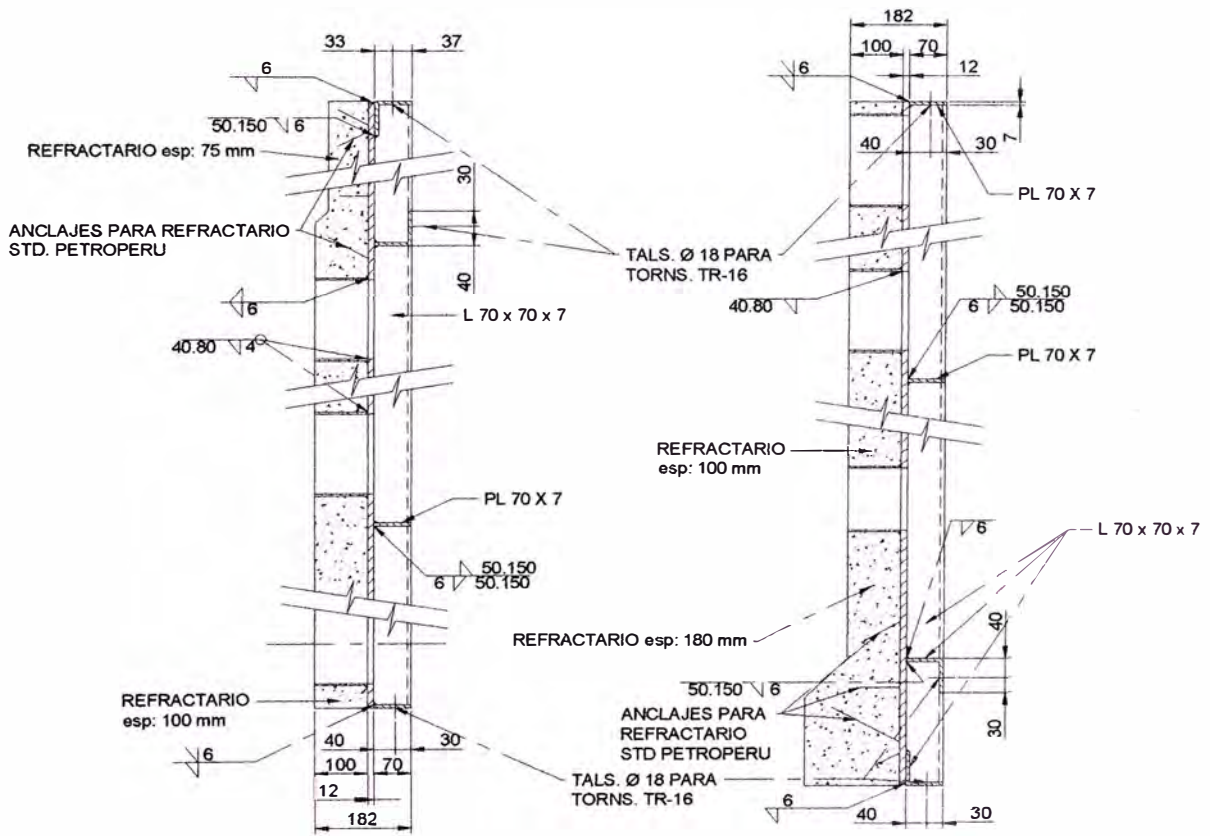 33 37
6
50.150 6
REFRACTARIO esp: 75 mm
30
ANCLAJES PARA REFRACTARIO
STD. PETROPERU
40
TALS. Ø 18 PARA
TORNS. TR-16
6
L 70 x 70 x 7
40.80 4
PL 70 X 7
50.150
6 50.150
REFRACTARIO
esp: 100 mm
6
40 30
100 70
12
182
TALS. Ø 18 PARA
TORNS. TR-16
182
100 70
6 12
7
40 30
PL 70 X 7
40.80
50.150
6 50.150
PL 70 X 7
REFRACTARIO
esp: 100 mm
6
L 70 x 70 x 7
REFRACTARIO esp: 180 mm
40
50.150 6
30
ANCLAJES PARA
REFRACTARIO
STD PETROPERU
6
40 30